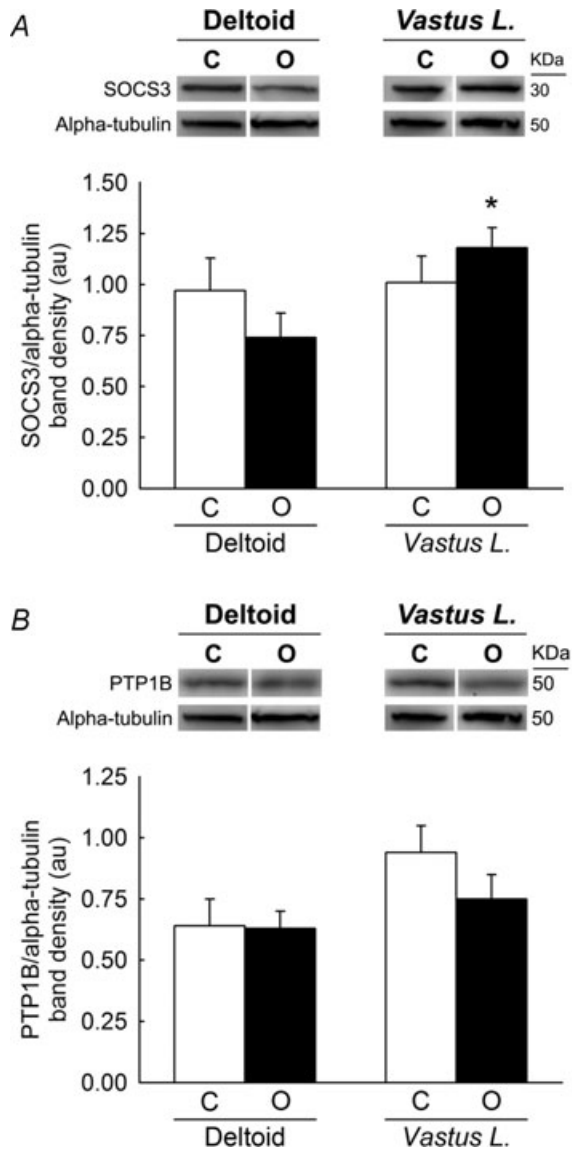 A
Deltoid Vastus L.
C O C O KDa
SOCS3 30
Alpha-tubulin 50
SOCS3/alpha-tubulin
band density (au)
1.50
1.25
1.00
0.75
0.50
0.25
0.00
*
C O C O
Deltoid Vastus L.
B
Deltoid Vastus L.
C O C O KDa
PTP1B 50
Alpha-tubulin 50
PTP1B/alpha-tubulin
band density (au)
1.25
1.00
0.75
0.50
0.25
0.00
C O C O
Deltoid Vastus L.